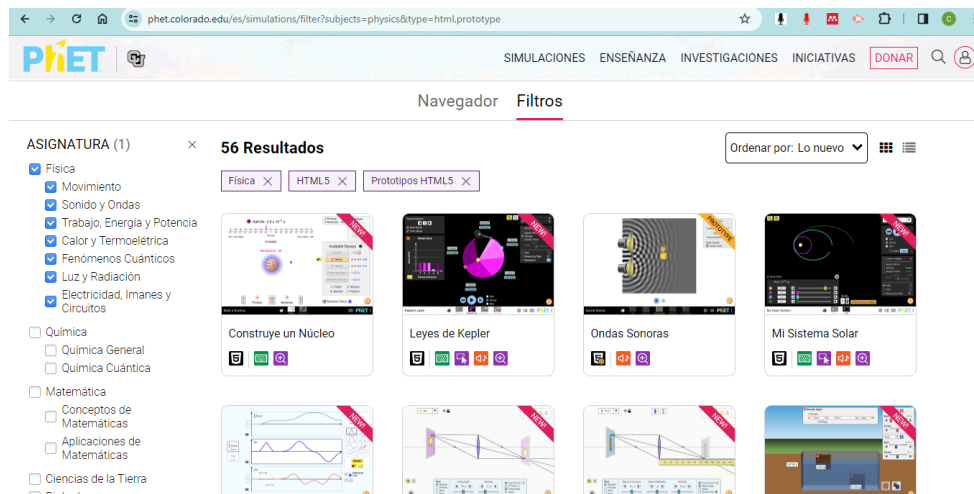 phet.colorado.edu/es/simulations/filter?subjects=physics&type=html,prototype
PhET
SIMULACIONES ENSEÑANZA INVESTIGACIONES INICIATIVAS DONAR
Navegador Filtros
ASIGNATURA (1)
Física
Movimiento
Sonido y Ondas
Trabajo, Energía y Potencia
Calor y Termoelétrica
Fenómenos Cuánticos
Luz y Radiación
Electricidad, Imanes y
Circuitos
Química
Química General
Química Cuántica
Matemática
Conceptos de
Matemáticas
Aplicaciones de
Matemáticas
Ciencias de la Tierra
56 Resultados
Ordenar por: Lo nuevo
Física
HTML5
Prototipos HTML5
NEW!
NEW!
PROTOTYPE
NEW!
Construye un Núcleo
Leyes de Kepler
Ondas Sonoras
Mi Sistema Solar
NEW!
NEW!
NEW!
NEW!